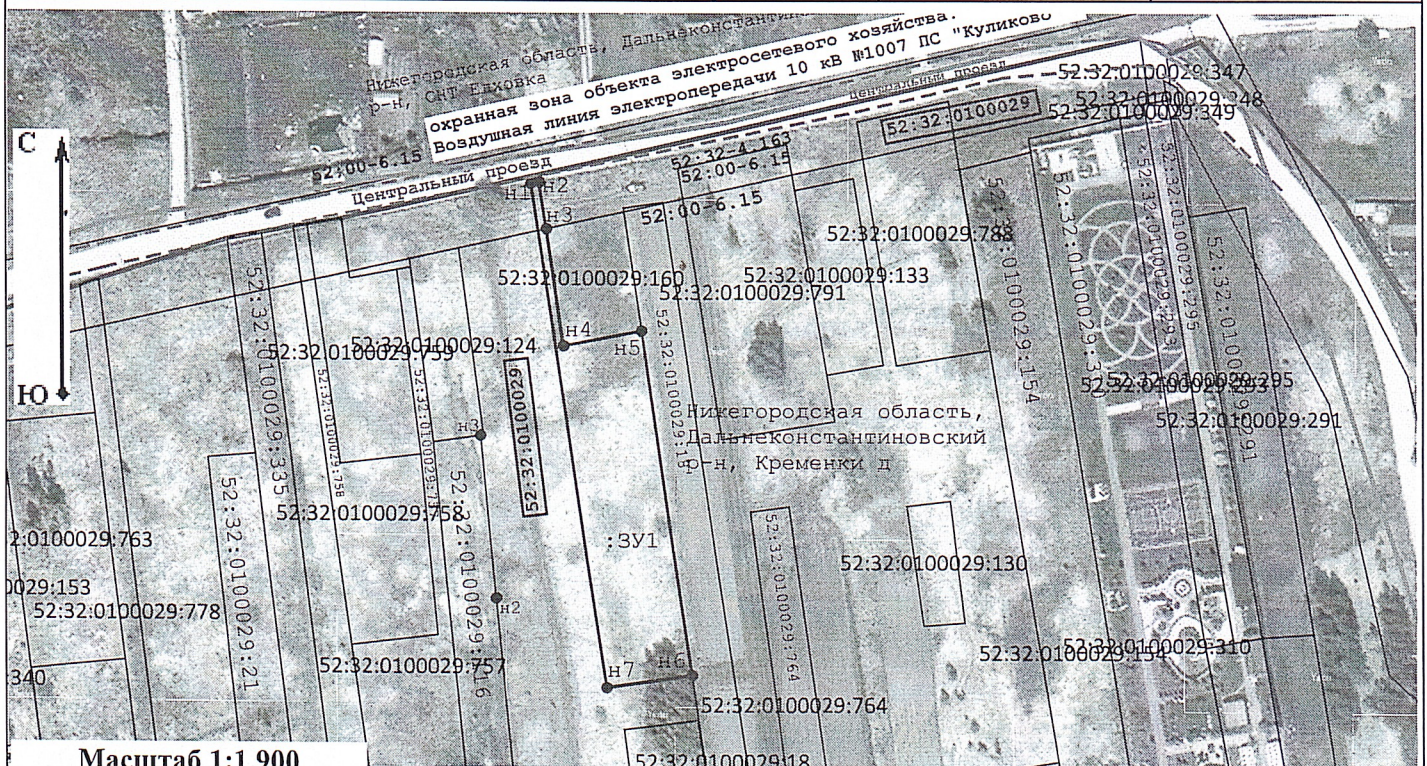 Нижегородская область, Дальнеконстантин
р-н, СНТ Елховка
охранная зона объекта электросетевого хозяйства.
Воздушная линия электропередачи 10 кВ №1007 ПС "Куликово
Центральный проезд
52:32:0100029:347
52:32:0100029:348
52:32:0100029:349
52:32:0100029
С
52:00-6.15
Центральный проезд
52:32-4.163
52:00-6.15
52:00-6.15
н1
н2
н3
52:32:0100029:788
52:32:0100029:160
52:32:0100029:133
52:32:0100029:791
52:32:0100029:295
н4
н5
52:32:0100029:124
52:32:0100029:759
52:32:0100029:335
52:32:0100029:758
52:32:0100029
52:32:0100029:18
52:32:0100029:154
52:32:0100029:295
52:32:0100029:291
52:32:0100029:291
Ю
Нижегородская область,
Дальнеконстантиновский
р-н, Кременки д
н3
52:32:0100029:758
52:32:0100029:21
:ЗУ1
2:0100029:763
0029:153
52:32:0100029:778
52:32:0100029:130
52:32:0100029:764
н2
52:32:0100029:757
52:32:0100029:154
52:32:0100029:310
340
н7
н6
52:32:0100029:764
Масштаб 1:1 900
52:32:0100029:18